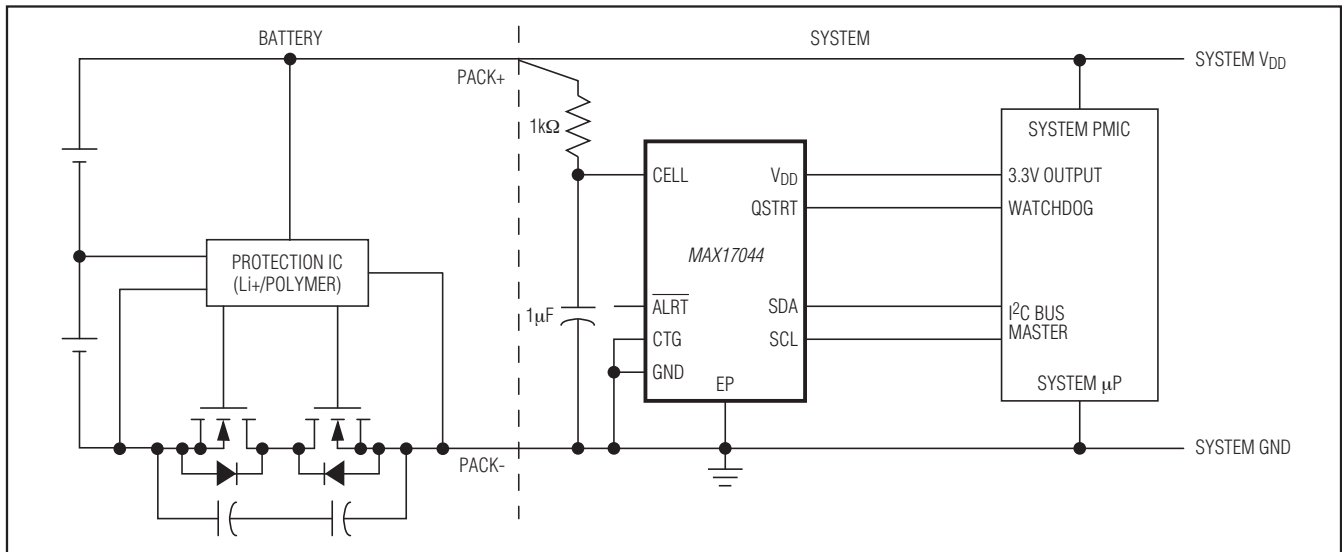 BATTERY
SYSTEM
PACK+
SYSTEM VDD
1kΩ
SYSTEM PMIC
CELL
VDD
3.3V OUTPUT
QSTRT
WATCHDOG
MAX17044
PROTECTION IC
(Li+/POLYMER)
1µF
ALRT
SDA
I²C BUS
MASTER
CTG
SCL
GND
EP
SYSTEM µP
PACK-
SYSTEM GND